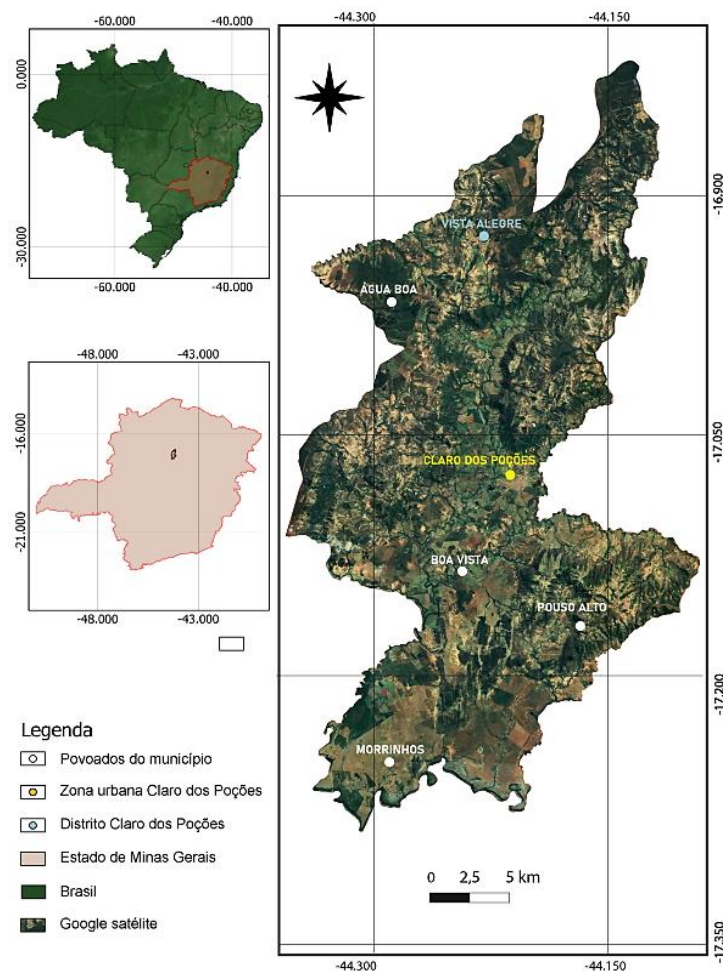 -60.000 -40.000
0.000
-30.000
-60.000 -40.000
-48.000 -43.000
-16.000
-21.000
-48.000 -43.000
Legenda
Povoados do município
Zona urbana Claro dos Poções
Distrito Claro dos Poções
Estado de Minas Gerais
Brasil
Google satélite
-44.300 -44.150
-16.900
VISTA ALEGRE
ÁGUA BOA
-17.050
CLARO DOS POÇÕES
BOA VISTA
POUSO ALTO
-17.200
MORRINHOS
0 2,5 5 km
-17.350
-44.300 -44.150